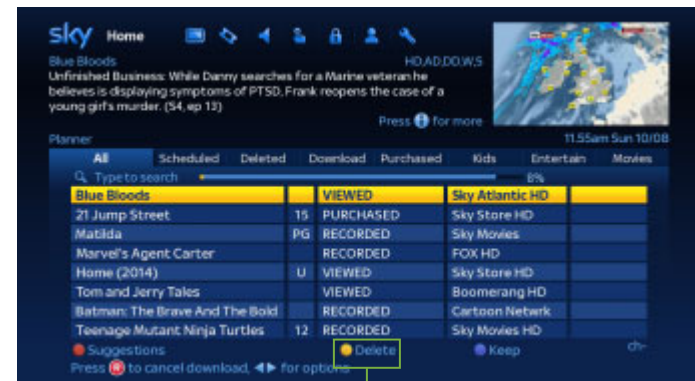 sky Home
Blue Bloods HD,AD,DO,W,S
Unfinished Business: While Danny searches for a Marine veteran he
believes is displaying symptoms of PTSD, Frank reopens the case of a
young girl's murder. (S4, ep 13)
Press i for more
Planner 11.55am Sun 10/08
All Scheduled Deleted Download Purchased Kids Entertain Movies
Type to search 8%
Blue Bloods VIEWED Sky Atlantic HD
21 Jump Street 15 PURCHASED Sky Store HD
Matilda PG RECORDED Sky Movies
Marvel's Agent Carter RECORDED FOX HD
Home (2014) U VIEWED Sky Store HD
Tom and Jerry Tales VIEWED Boomerang HD
Batman: The Brave And The Bold RECORDED Cartoon Netwrk
Teenage Mutant Ninja Turtles 12 RECORDED Sky Movies HD
Suggestions Delete Keep ch-
Press R to cancel download, ◄► for options